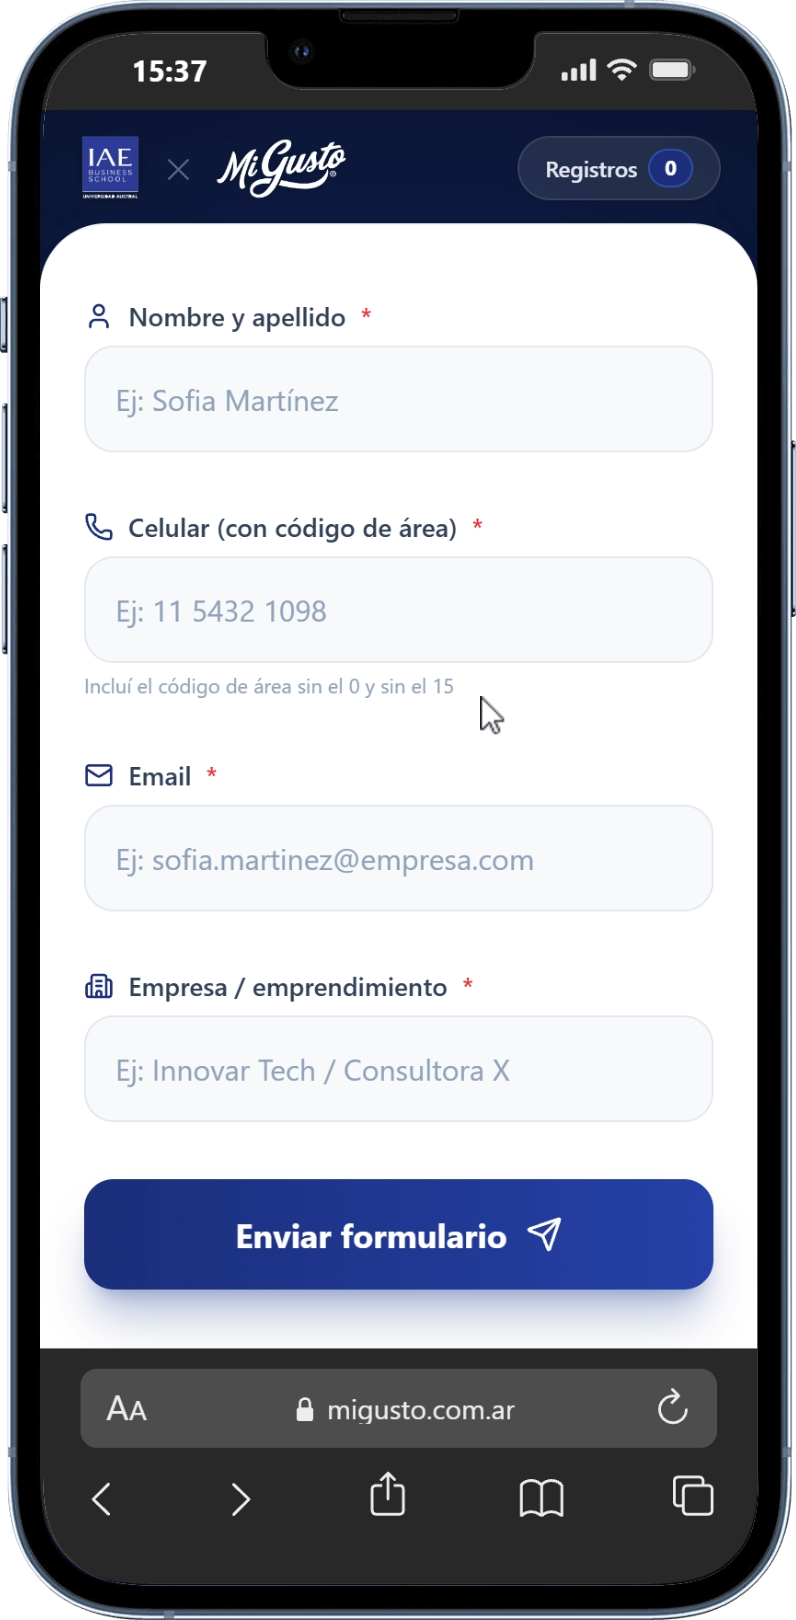 15:37
IAE
BUSINESS
SCHOOL
UNIVERSIDAD AUSTRAL
Mi Gusto®
Registros 0
Nombre y apellido *
Ej: Sofia Martínez
Celular (con código de área) *
Ej: 11 5432 1098
Incluí el código de área sin el 0 y sin el 15
Email *
Ej: sofia.martinez@empresa.com
Empresa / emprendimiento *
Ej: Innovar Tech / Consultora X
Enviar formulario
AA
migusto.com.ar